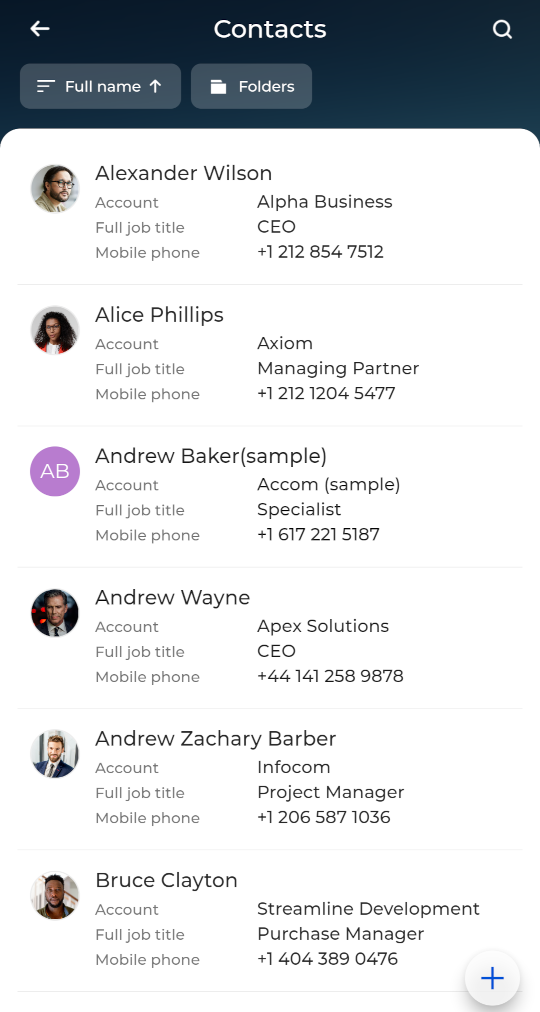 Contacts
Full name
Folders
Alexander Wilson
Account Alpha Business
Full job title CEO
Mobile phone +1 212 854 7512
Alice Phillips
Account Axiom
Full job title Managing Partner
Mobile phone +1 212 1204 5477
AB
Andrew Baker(sample)
Account Accom (sample)
Full job title Specialist
Mobile phone +1 617 221 5187
Andrew Wayne
Account Apex Solutions
Full job title CEO
Mobile phone +44 141 258 9878
Andrew Zachary Barber
Account Infocom
Full job title Project Manager
Mobile phone +1 206 587 1036
Bruce Clayton
Account Streamline Development
Full job title Purchase Manager
Mobile phone +1 404 389 0476